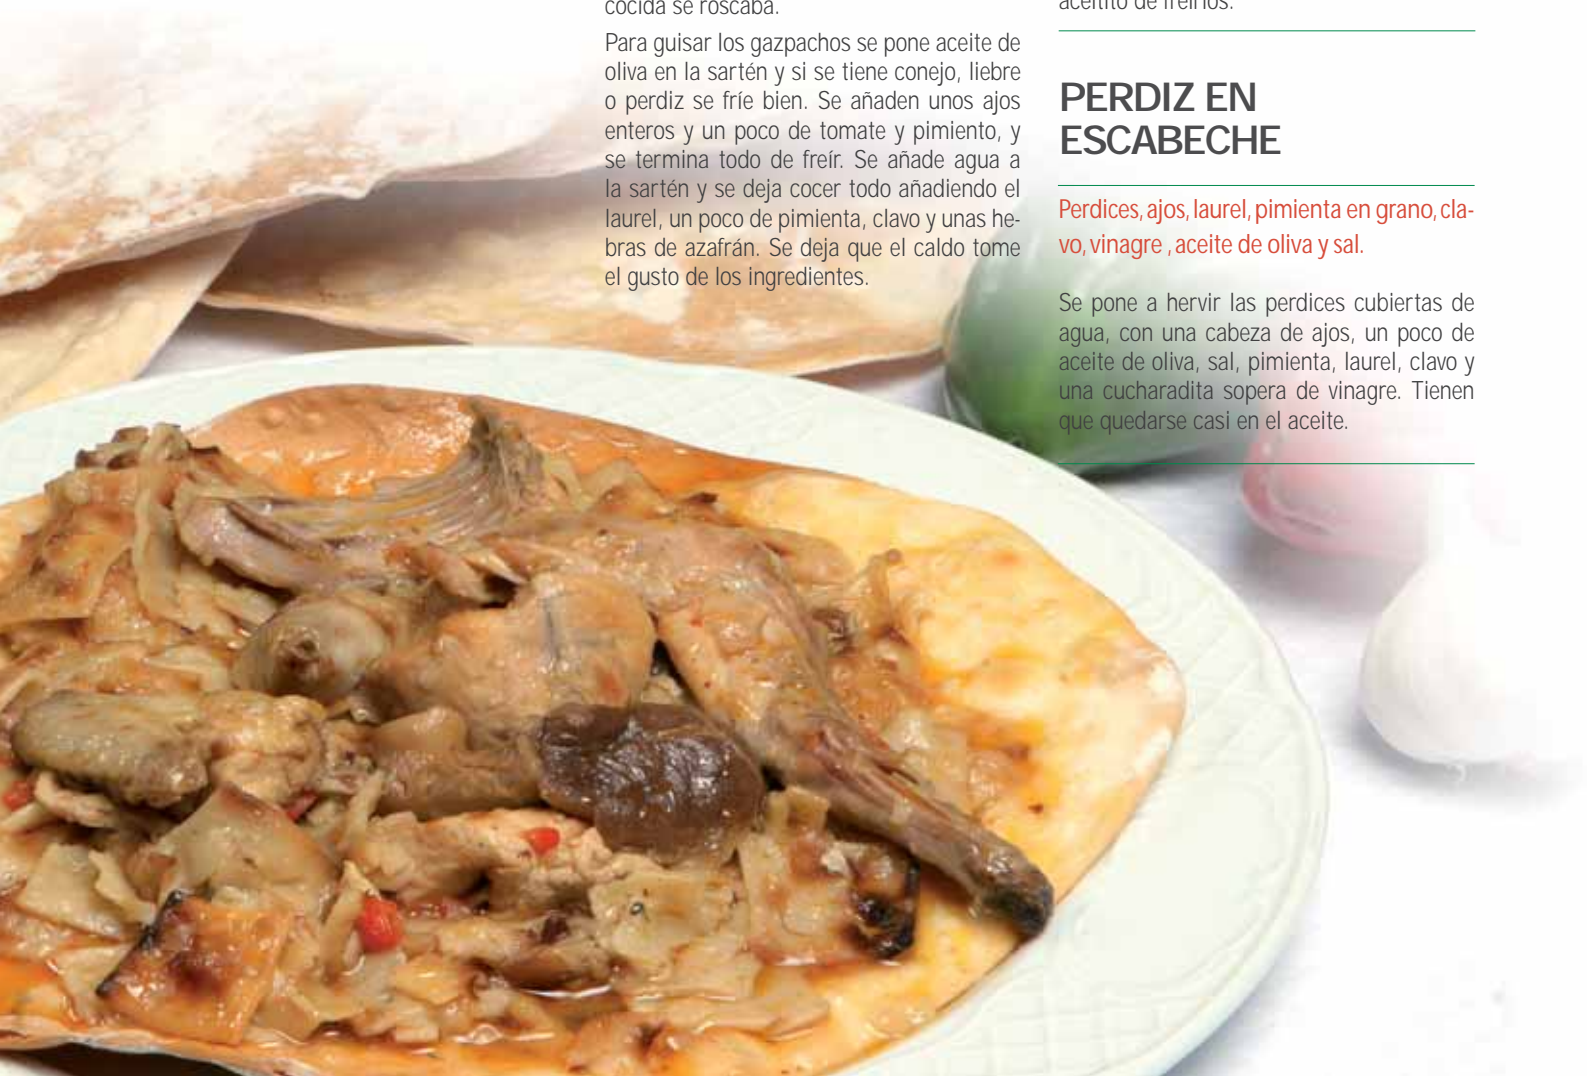 cocida se roscaba.
Para guisar los gazpachos se pone aceite de
oliva en la sartén y si se tiene conejo, liebre
o perdiz se fríe bien. Se añaden unos ajos
enteros y un poco de tomate y pimiento, y
se termina todo de freír. Se añade agua a
la sartén y se deja cocer todo añadiendo el
laurel, un poco de pimienta, clavo y unas he-
bras de azafrán. Se deja que el caldo tome
el gusto de los ingredientes.
aceitito de freírlos.
PERDIZ EN
ESCABECHE
Perdices, ajos, laurel, pimienta en grano, cla-
vo, vinagre , aceite de oliva y sal.
Se pone a hervir las perdices cubiertas de
agua, con una cabeza de ajos, un poco de
aceite de oliva, sal, pimienta, laurel, clavo y
una cucharadita sopera de vinagre. Tienen
que quedarse casi en el aceite.